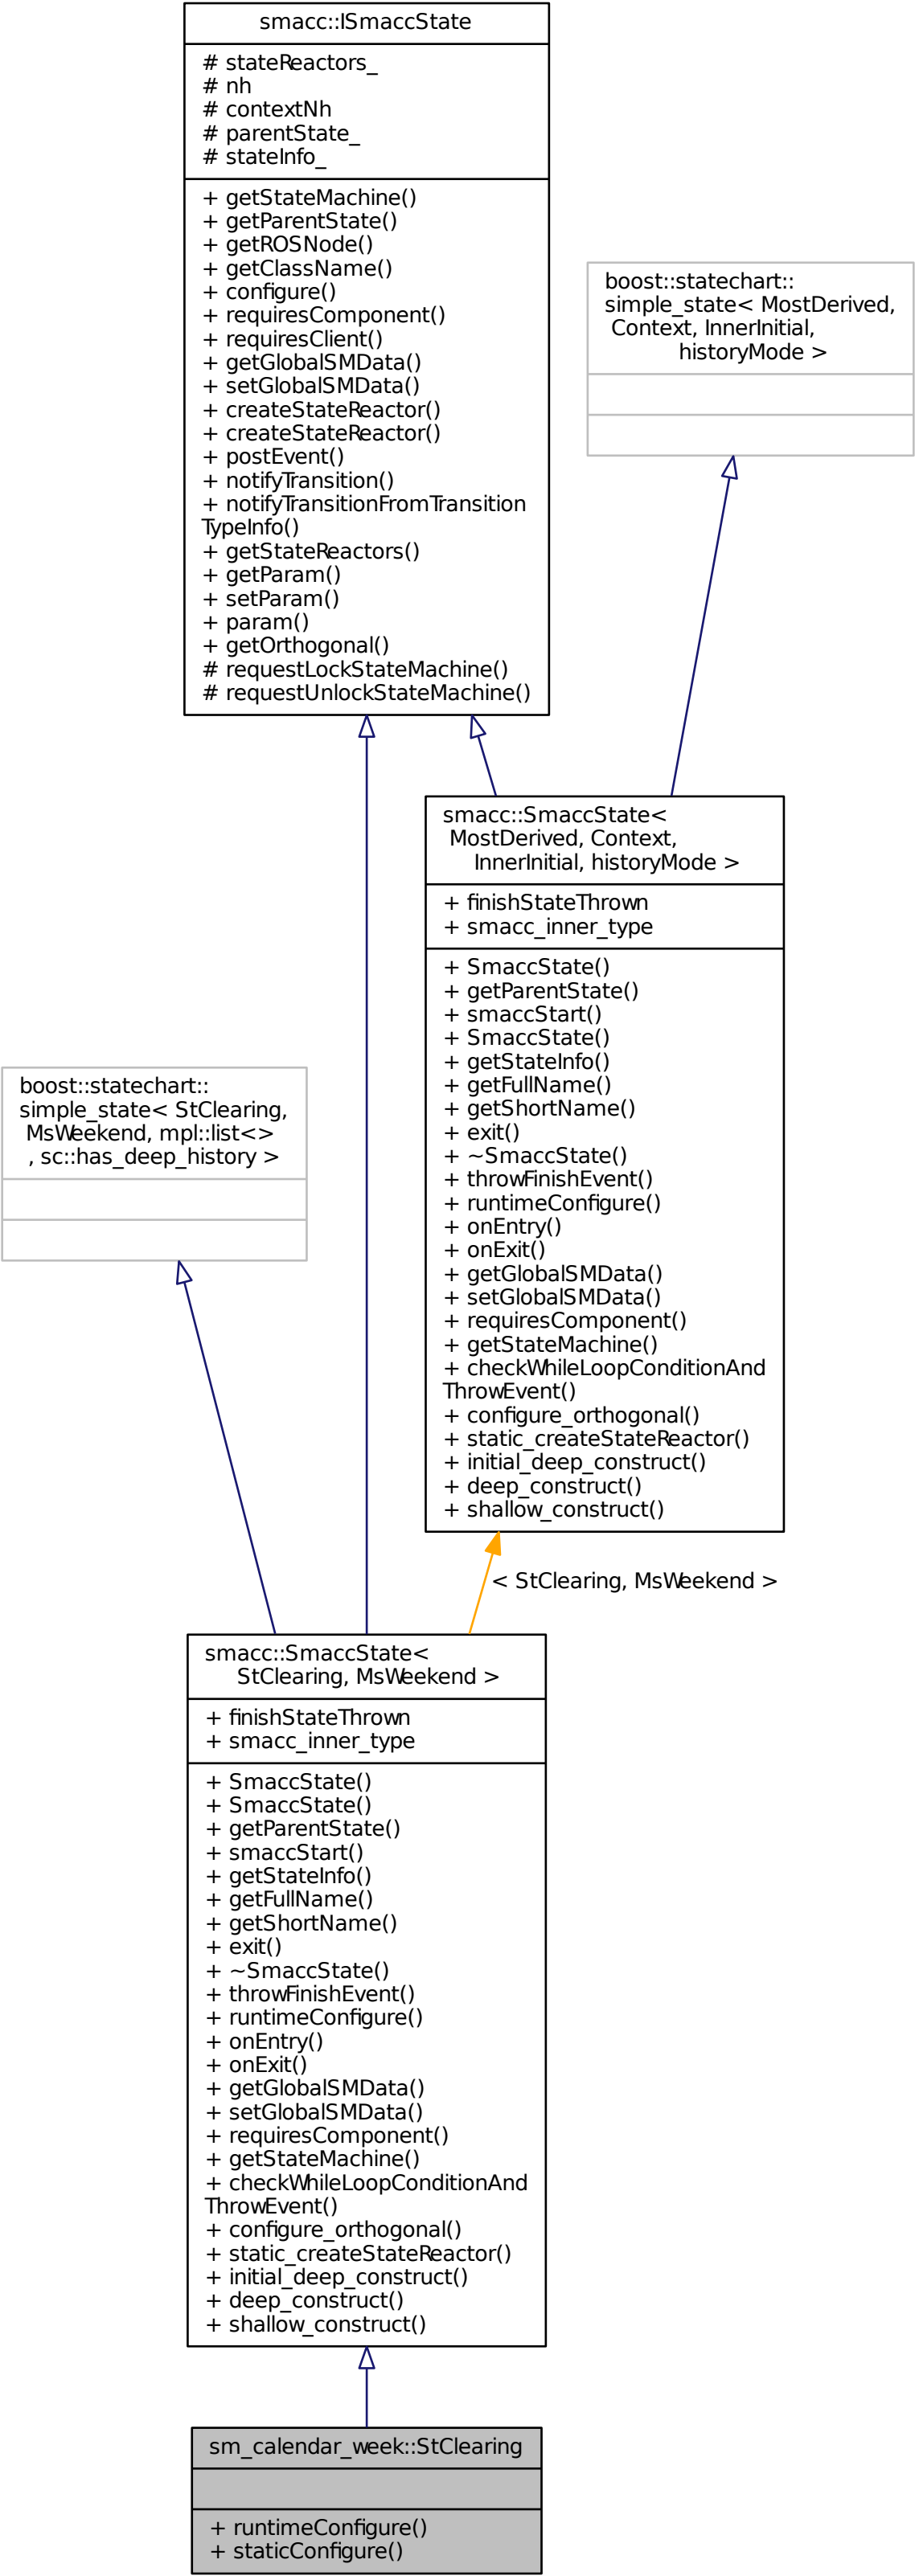 smacc::ISmaccState
# stateReactors_
# nh
# contextNh
# parentState_
# stateInfo_
+ getStateMachine()
+ getParentState()
+ getROSNode()
+ getClassName()
+ configure()
+ requiresComponent()
+ requiresClient()
+ getGlobalSMData()
+ setGlobalSMData()
+ createStateReactor()
+ createStateReactor()
+ postEvent()
+ notifyTransition()
+ notifyTransitionFromTransition
TypeInfo()
+ getStateReactors()
+ getParam()
+ setParam()
+ param()
+ getOrthogonal()
# requestLockStateMachine()
# requestUnlockStateMachine()
boost::statechart::
simple_state< MostDerived,
Context, InnerInitial,
historyMode >
smacc::SmaccState<
MostDerived, Context,
InnerInitial, historyMode >
+ finishStateThrown
+ smacc_inner_type
+ SmaccState()
+ getParentState()
+ smaccStart()
+ SmaccState()
+ getStateInfo()
+ getFullName()
+ getShortName()
+ exit()
+ ~SmaccState()
+ throwFinishEvent()
+ runtimeConfigure()
+ onEntry()
+ onExit()
+ getGlobalSMData()
+ setGlobalSMData()
+ requiresComponent()
+ getStateMachine()
+ checkWhileLoopConditionAnd
ThrowEvent()
+ configure_orthogonal()
+ static_createStateReactor()
+ initial_deep_construct()
+ deep_construct()
+ shallow_construct()
boost::statechart::
simple_state< StClearing,
MsWeekend, mpl::list<>
, sc::has_deep_history >
< StClearing, MsWeekend >
smacc::SmaccState<
StClearing, MsWeekend >
+ finishStateThrown
+ smacc_inner_type
+ SmaccState()
+ SmaccState()
+ getParentState()
+ smaccStart()
+ getStateInfo()
+ getFullName()
+ getShortName()
+ exit()
+ ~SmaccState()
+ throwFinishEvent()
+ runtimeConfigure()
+ onEntry()
+ onExit()
+ getGlobalSMData()
+ setGlobalSMData()
+ requiresComponent()
+ getStateMachine()
+ checkWhileLoopConditionAnd
ThrowEvent()
+ configure_orthogonal()
+ static_createStateReactor()
+ initial_deep_construct()
+ deep_construct()
+ shallow_construct()
sm_calendar_week::StClearing
+ runtimeConfigure()
+ staticConfigure()